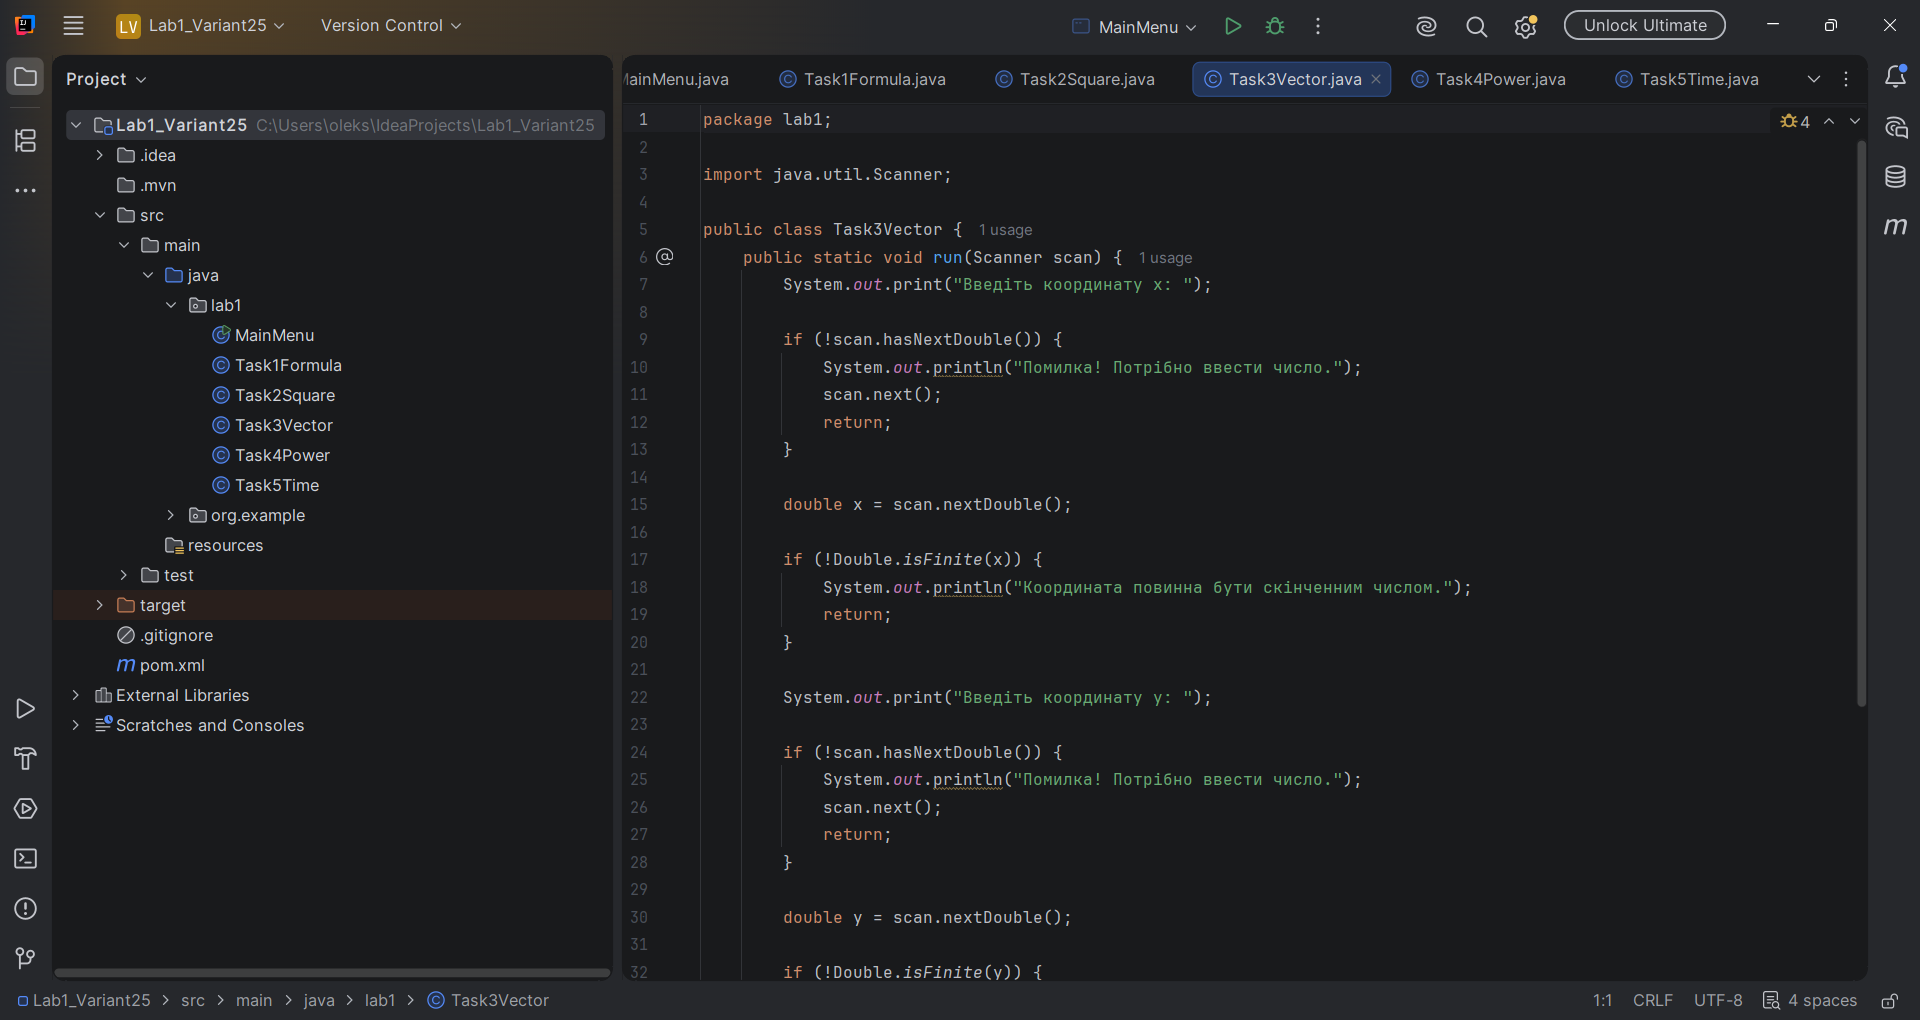 LV Lab1_Variant25 Version Control MainMenu Unlock Ultimate
Project
Lab1_Variant25 C:\Users\oleks\IdeaProjects\Lab1_Variant25
.idea
.mvn
src
main
java
lab1
MainMenu
Task1Formula
Task2Square
Task3Vector
Task4Power
Task5Time
org.example
resources
test
target
.gitignore
pom.xml
External Libraries
Scratches and Consoles
MainMenu.java Task1Formula.java Task2Square.java Task3Vector.java Task4Power.java Task5Time.java
4
1 package lab1;
2
3 import java.util.Scanner;
4
5 public class Task3Vector { 1 usage
6 @ public static void run(Scanner scan) { 1 usage
7 System.out.print("Введіть координату x: ");
8
9 if (!scan.hasNextDouble()) {
10 System.out.println("Помилка! Потрібно ввести число.");
11 scan.next();
12 return;
13 }
14
15 double x = scan.nextDouble();
16
17 if (!Double.isFinite(x)) {
18 System.out.println("Координата повинна бути скінченним числом.");
19 return;
20 }
21
22 System.out.print("Введіть координату y: ");
23
24 if (!scan.hasNextDouble()) {
25 System.out.println("Помилка! Потрібно ввести число.");
26 scan.next();
27 return;
28 }
29
30 double y = scan.nextDouble();
31
32 if (!Double.isFinite(y)) {
Lab1_Variant25 > src > main > java > lab1 > Task3Vector 1:1 CRLF UTF-8 4 spaces